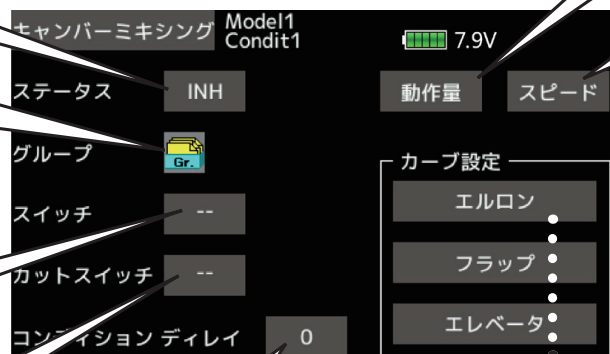 キャンバーミキシング Model1
Condit1
7.9V
ステータス INH 動作量 スピード
グループ Gr. カーブ設定
エルロン
スイッチ --
フラップ
カットスイッチ --
エレベータ
コンディション ディレイ 0